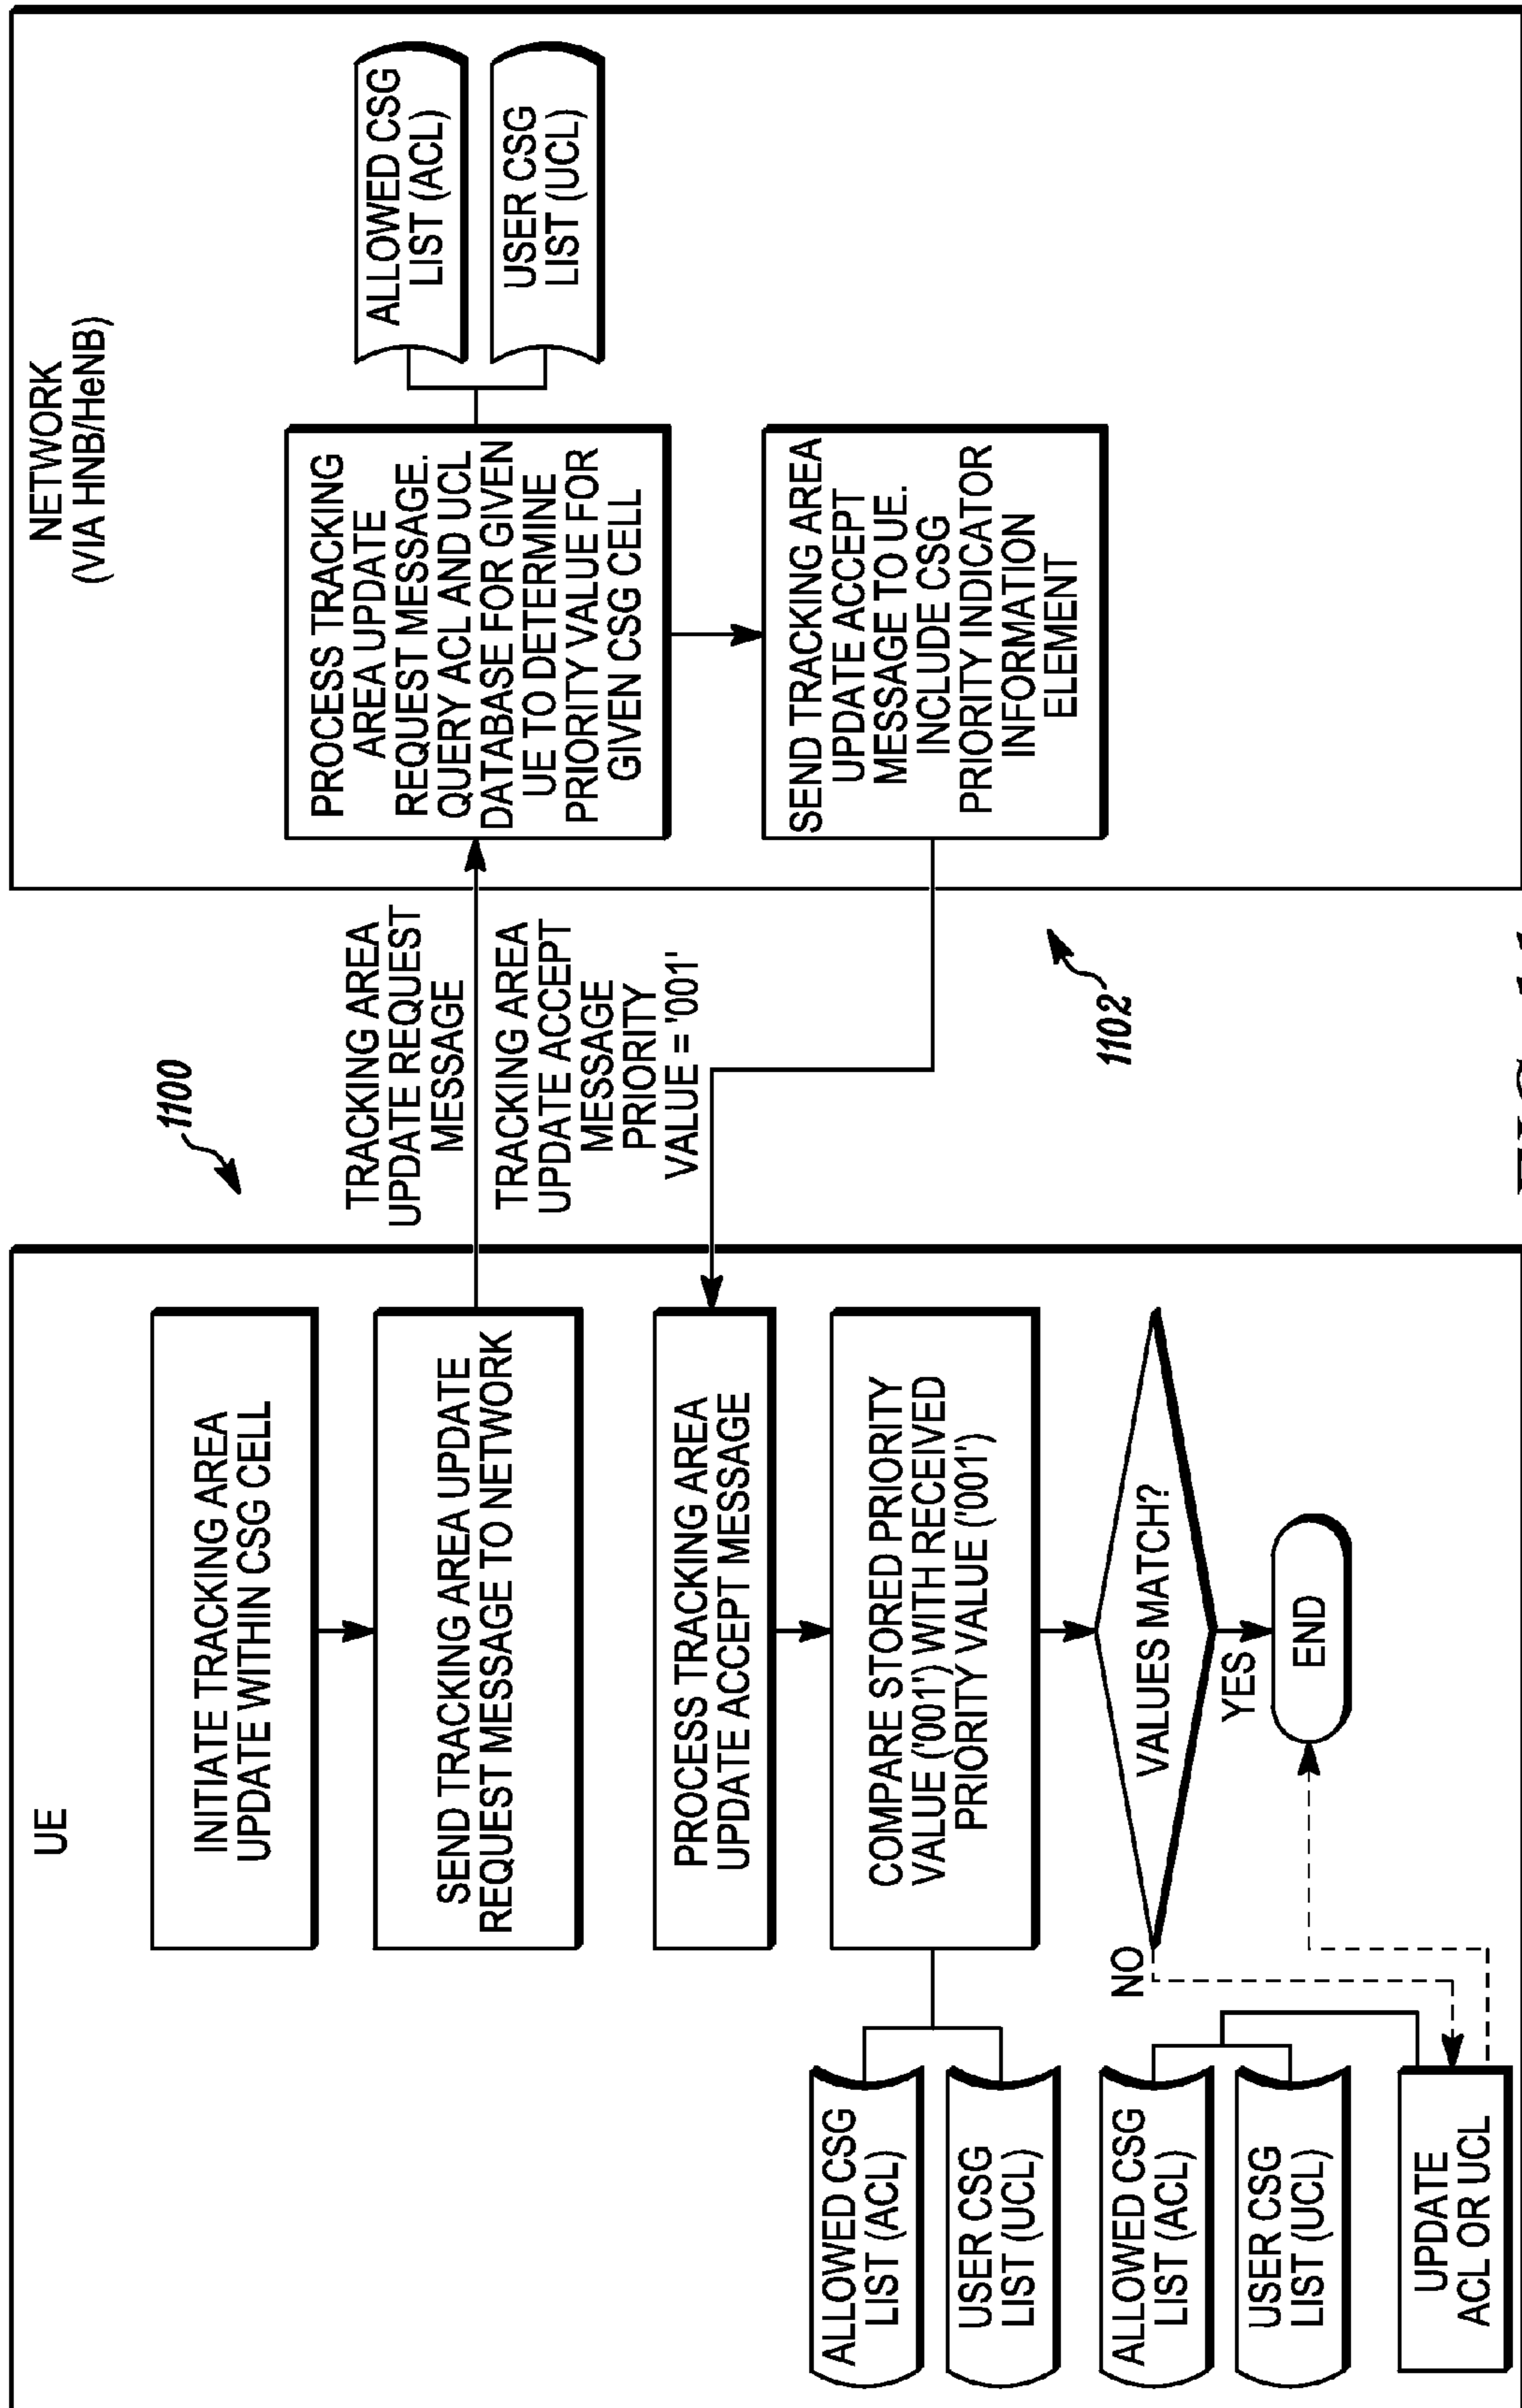 UE
INITIATE TRACKING AREA
UPDATE WITHIN CSG CELL
SEND TRACKING AREA UPDATE
REQUEST MESSAGE TO NETWORK
PROCESS TRACKING AREA
UPDATE ACCEPT MESSAGE
COMPARE STORED PRIORITY
VALUE ('001') WITH RECEIVED
PRIORITY VALUE ('001')
VALUES MATCH?
YES
END
NO
ALLOWED CSG
LIST (ACL)
USER CSG
LIST (UCL)
ALLOWED CSG
LIST (ACL)
USER CSG
LIST (UCL)
UPDATE
ACL OR UCL
1100
TRACKING AREA
UPDATE REQUEST
MESSAGE
TRACKING AREA
UPDATE ACCEPT
MESSAGE
PRIORITY
VALUE = '001'
1102
NETWORK
(VIA HNB/HeNB)
PROCESS TRACKING
AREA UPDATE
REQUEST MESSAGE.
QUERY ACL AND UCL
DATABASE FOR GIVEN
UE TO DETERMINE
PRIORITY VALUE FOR
GIVEN CSG CELL
ALLOWED CSG
LIST (ACL)
USER CSG
LIST (UCL)
SEND TRACKING AREA
UPDATE ACCEPT
MESSAGE TO UE.
INCLUDE CSG
PRIORITY INDICATOR
INFORMATION
ELEMENT